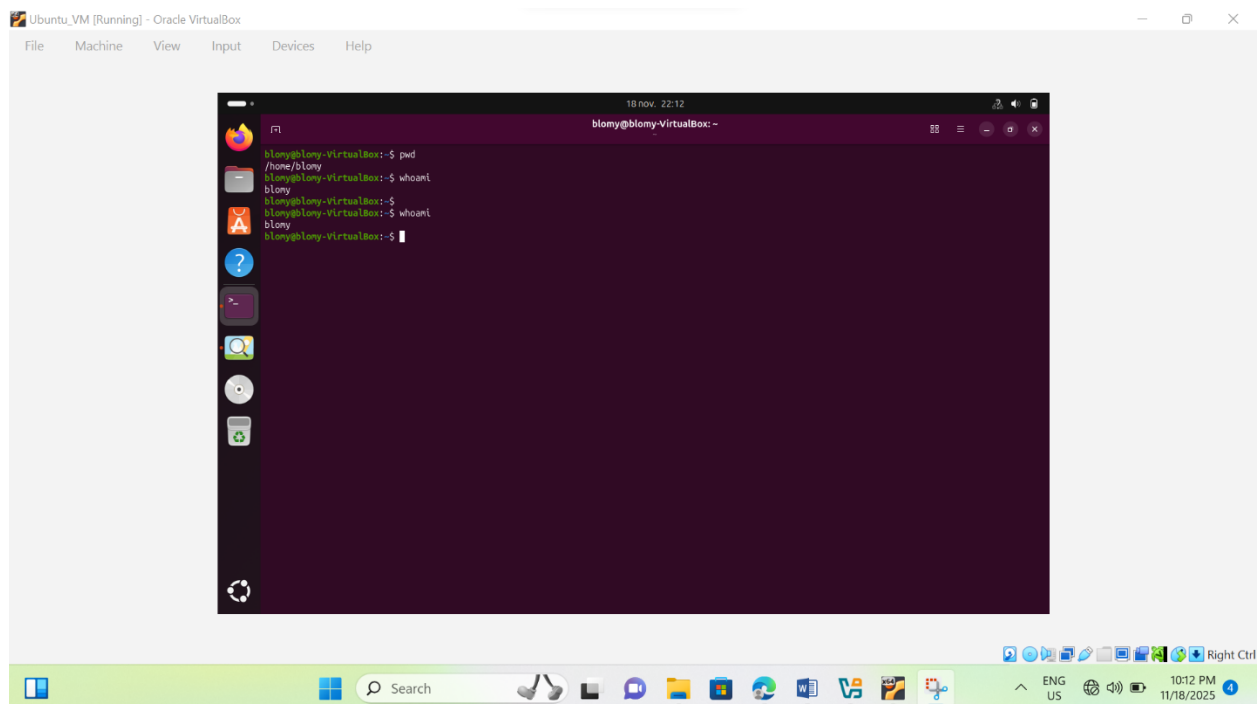 Ubuntu_VM [Running] - Oracle VirtualBox
File Machine View Input Devices Help
18 nov. 22:12
blomy@blomy-VirtualBox: ~
blomy@blomy-VirtualBox:~$ pwd
/home/blomy
blomy@blomy-VirtualBox:~$ whoami
blomy
blomy@blomy-VirtualBox:~$
blomy@blomy-VirtualBox:~$ whoami
blomy
blomy@blomy-VirtualBox:~$
Right Ctrl
Search
ENG
US
10:12 PM
11/18/2025
4